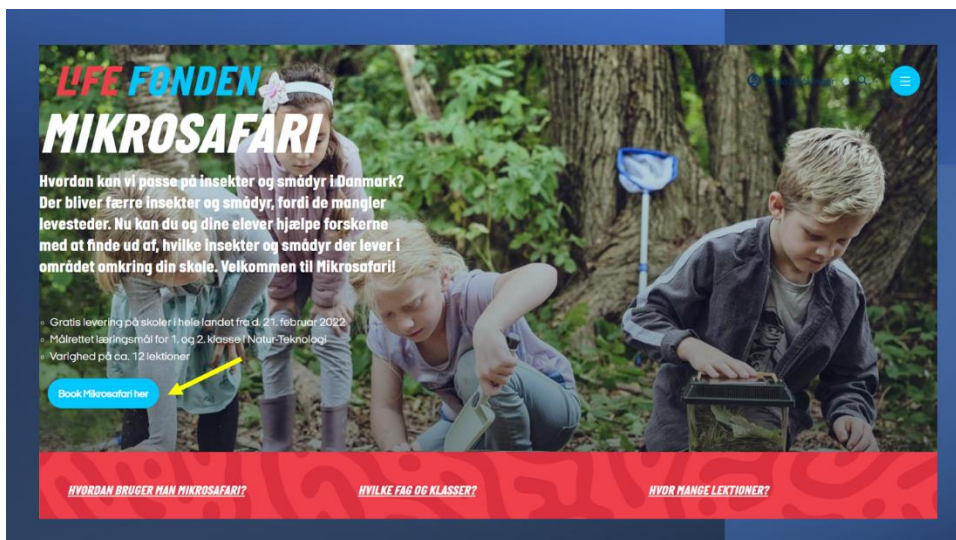 LIFE FONDEN
MIKROSAFARI
Hvordan kan vi passe på insekter og smådyr i Danmark?
Der bliver færre insekter og smådyr, fordi de mangler
levesteder. Nu kan du og dine elever hjælpe forskerne
med at finde ud af, hvilke insekter og smådyr der lever i
området omkring din skole. Velkommen til Mikrosafari!
Gratis levering på skoler i hele landet fra d. 21. februar 2022
Målrettet læringsmål for 1. og 2. klasse i Natur-Teknologi
Varighed på ca. 12 lektioner
Book Mikrosafari her
HVORDAN BRUGER MAN MIKROSAFARI?
HVILKE FAG OG KLASSER?
HVOR MANGE LEKTIONER?